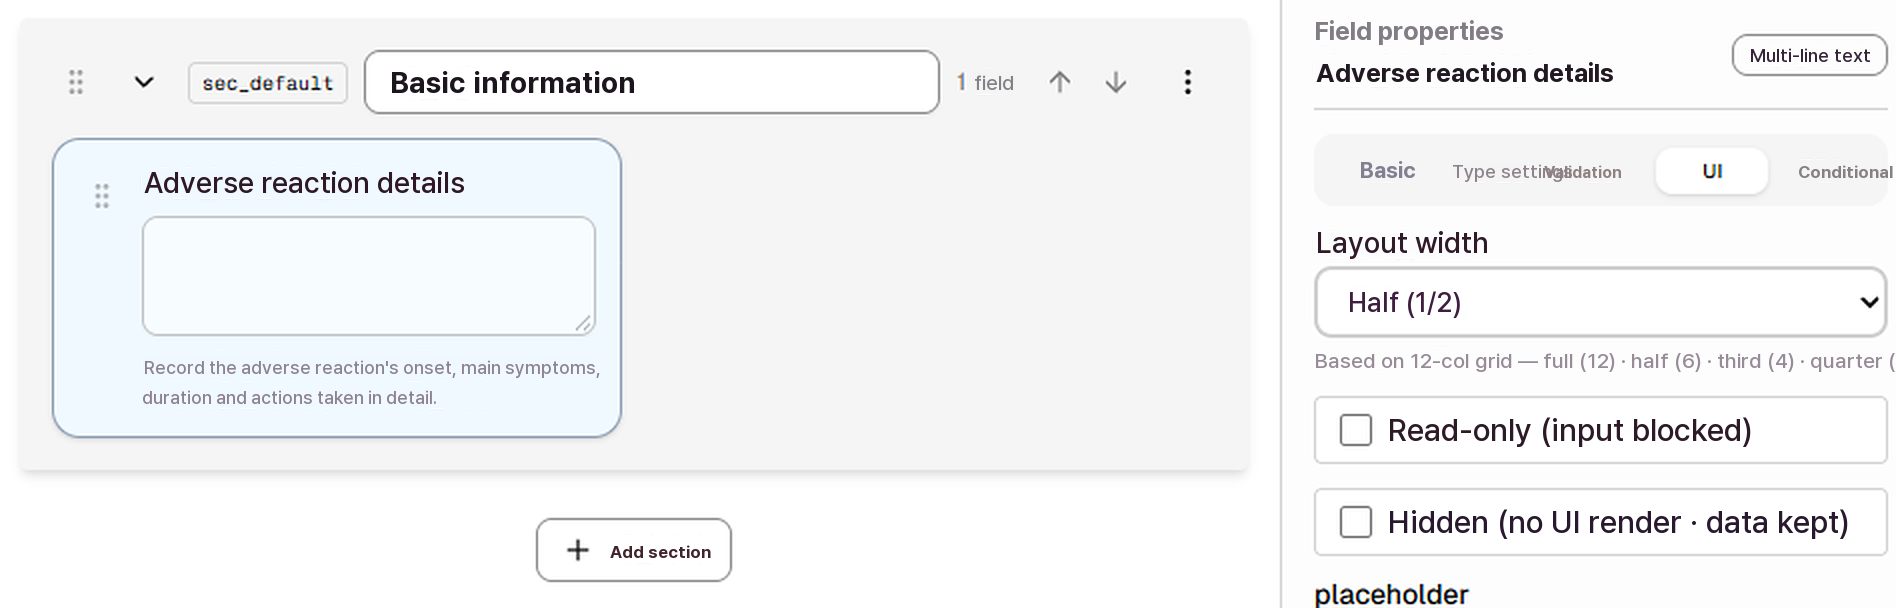 sec_default
Basic information
1 field
Adverse reaction details
Record the adverse reaction's onset, main symptoms,
duration and actions taken in detail.
Add section
Field properties
Adverse reaction details
Multi-line text
Basic
Type settings
Validation
UI
Conditional
Layout width
Half (1/2)
Based on 12-col grid — full (12) · half (6) · third (4) · quarter (
Read-only (input blocked)
Hidden (no UI render · data kept)
placeholder